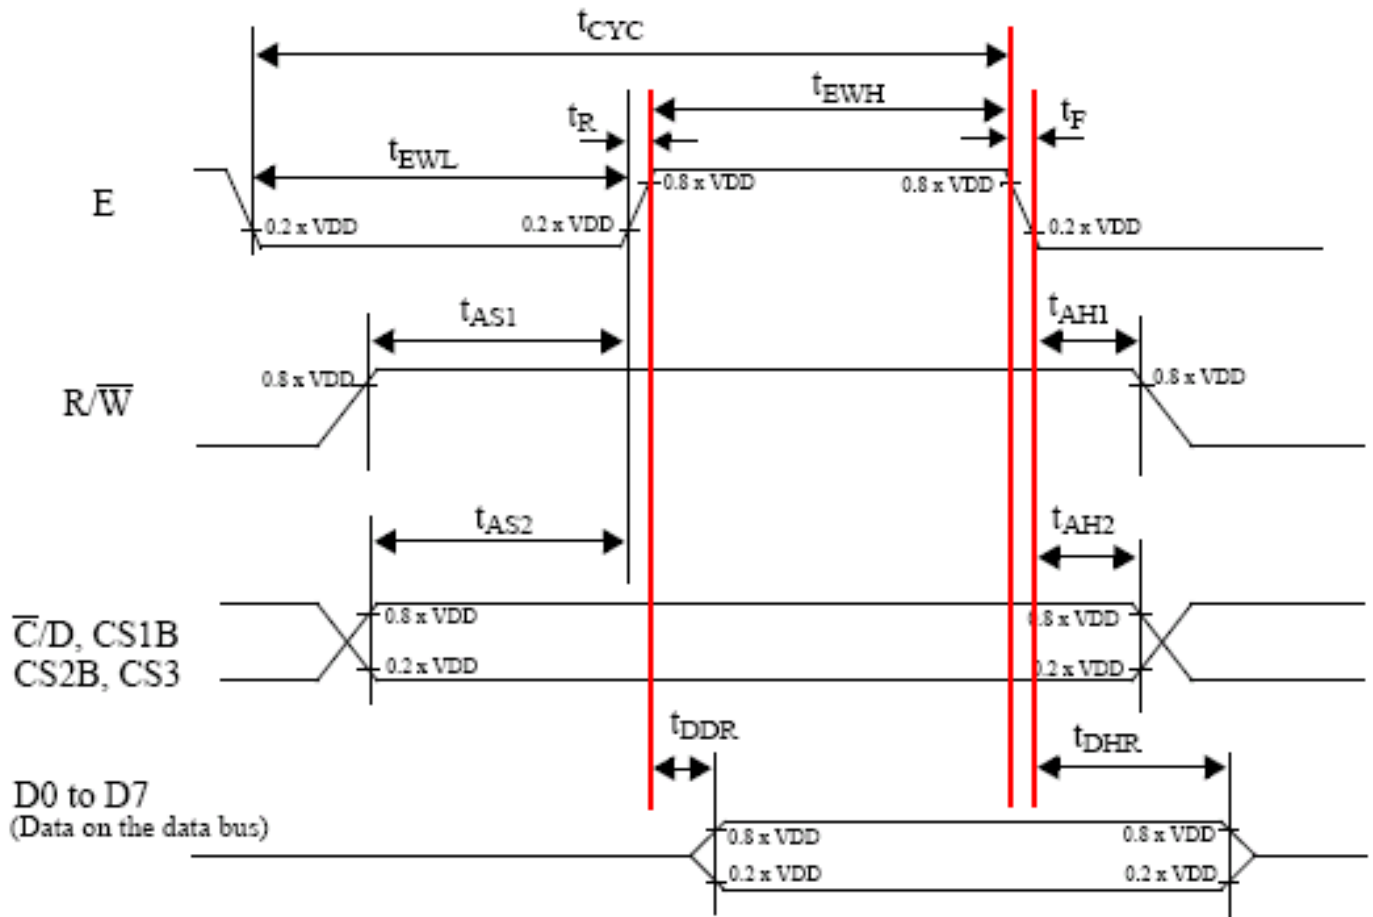 tCYC
tEWH
tR
tF
tEWL
E
0.2 x VDD
0.2 x VDD
0.8 x VDD
0.8 x VDD
0.2 x VDD
tAS1
tAH1
R/W̅
0.8 x VDD
0.8 x VDD
tAS2
tAH2
C̅/D, CS1B
CS2B, CS3
0.8 x VDD
0.8 x VDD
0.2 x VDD
0.2 x VDD
tDDR
tDHR
D0 to D7
(Data on the data bus)
0.8 x VDD
0.8 x VDD
0.2 x VDD
0.2 x VDD